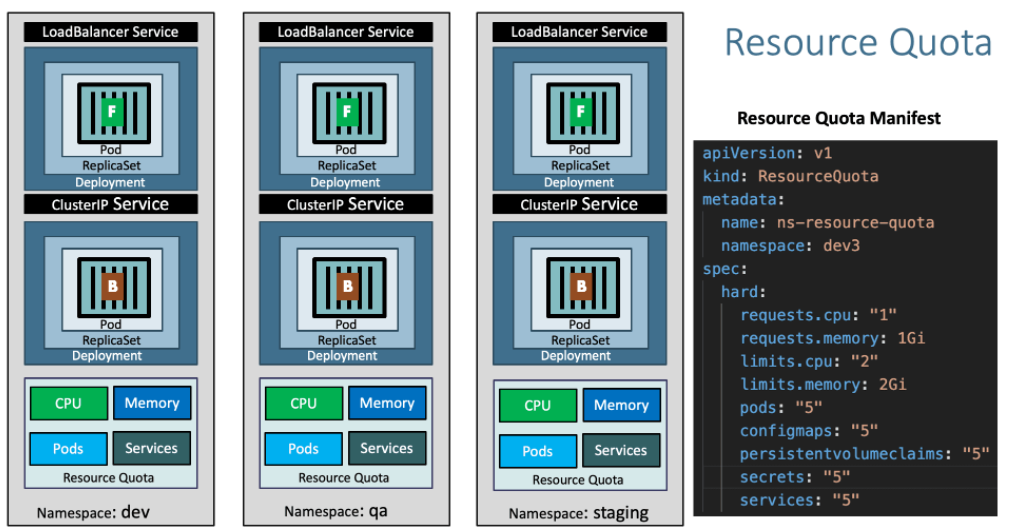 LoadBalancer Service
F
Pod
ReplicaSet
Deployment
ClusterIP Service
B
Pod
ReplicaSet
Deployment
CPU
Memory
Pods
Services
Resource Quota
Namespace: dev
LoadBalancer Service
F
Pod
ReplicaSet
Deployment
ClusterIP Service
B
Pod
ReplicaSet
Deployment
CPU
Memory
Pods
Services
Resource Quota
Namespace: qa
LoadBalancer Service
F
Pod
ReplicaSet
Deployment
ClusterIP Service
B
Pod
ReplicaSet
Deployment
CPU
Memory
Pods
Services
Resource Quota
Namespace: staging
Resource Quota
Resource Quota Manifest
apiVersion: v1
kind: ResourceQuota
metadata:
  name: ns-resource-quota
  namespace: dev3
spec:
  hard:
    requests.cpu: "1"
    requests.memory: 1Gi
    limits.cpu: "2"
    limits.memory: 2Gi
    pods: "5"
    configmaps: "5"
    persistentvolumeclaims: "5"
    secrets: "5"
    services: "5"